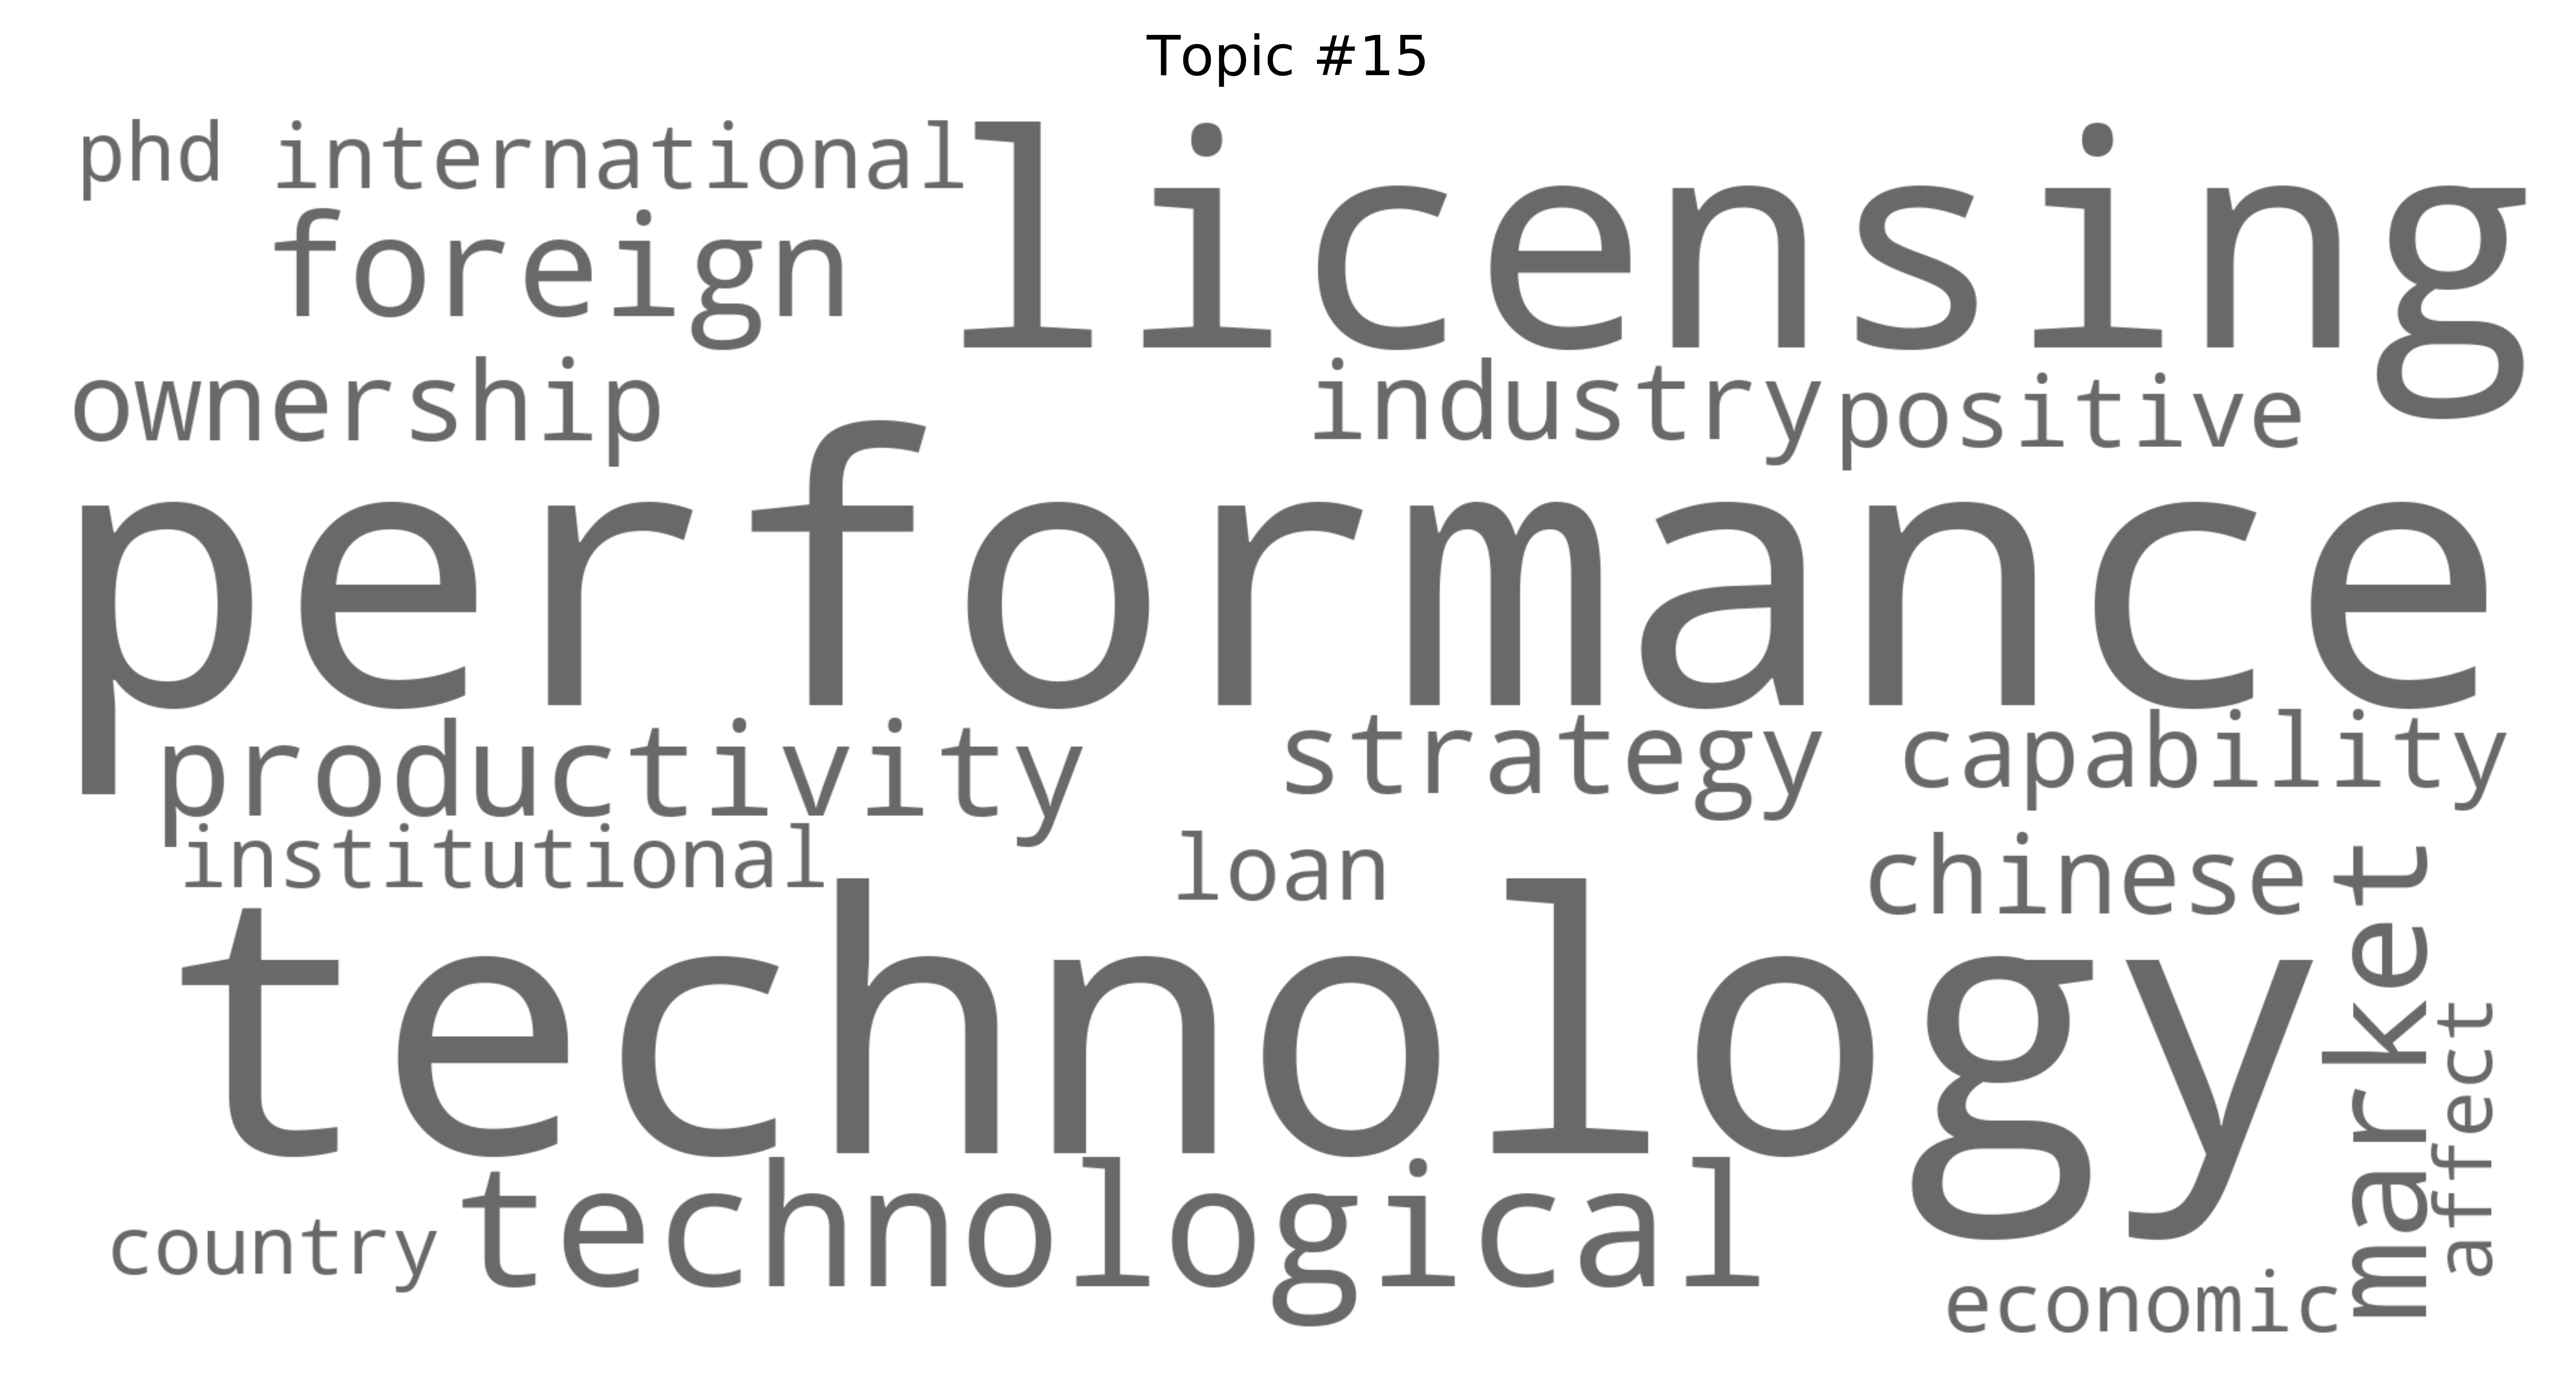 Topic #15
phd international
licensing
foreign
ownership
industry positive
performance
productivity
strategy
capability
institutional
loan
chinese
market
technology
affect
technological
country
economic